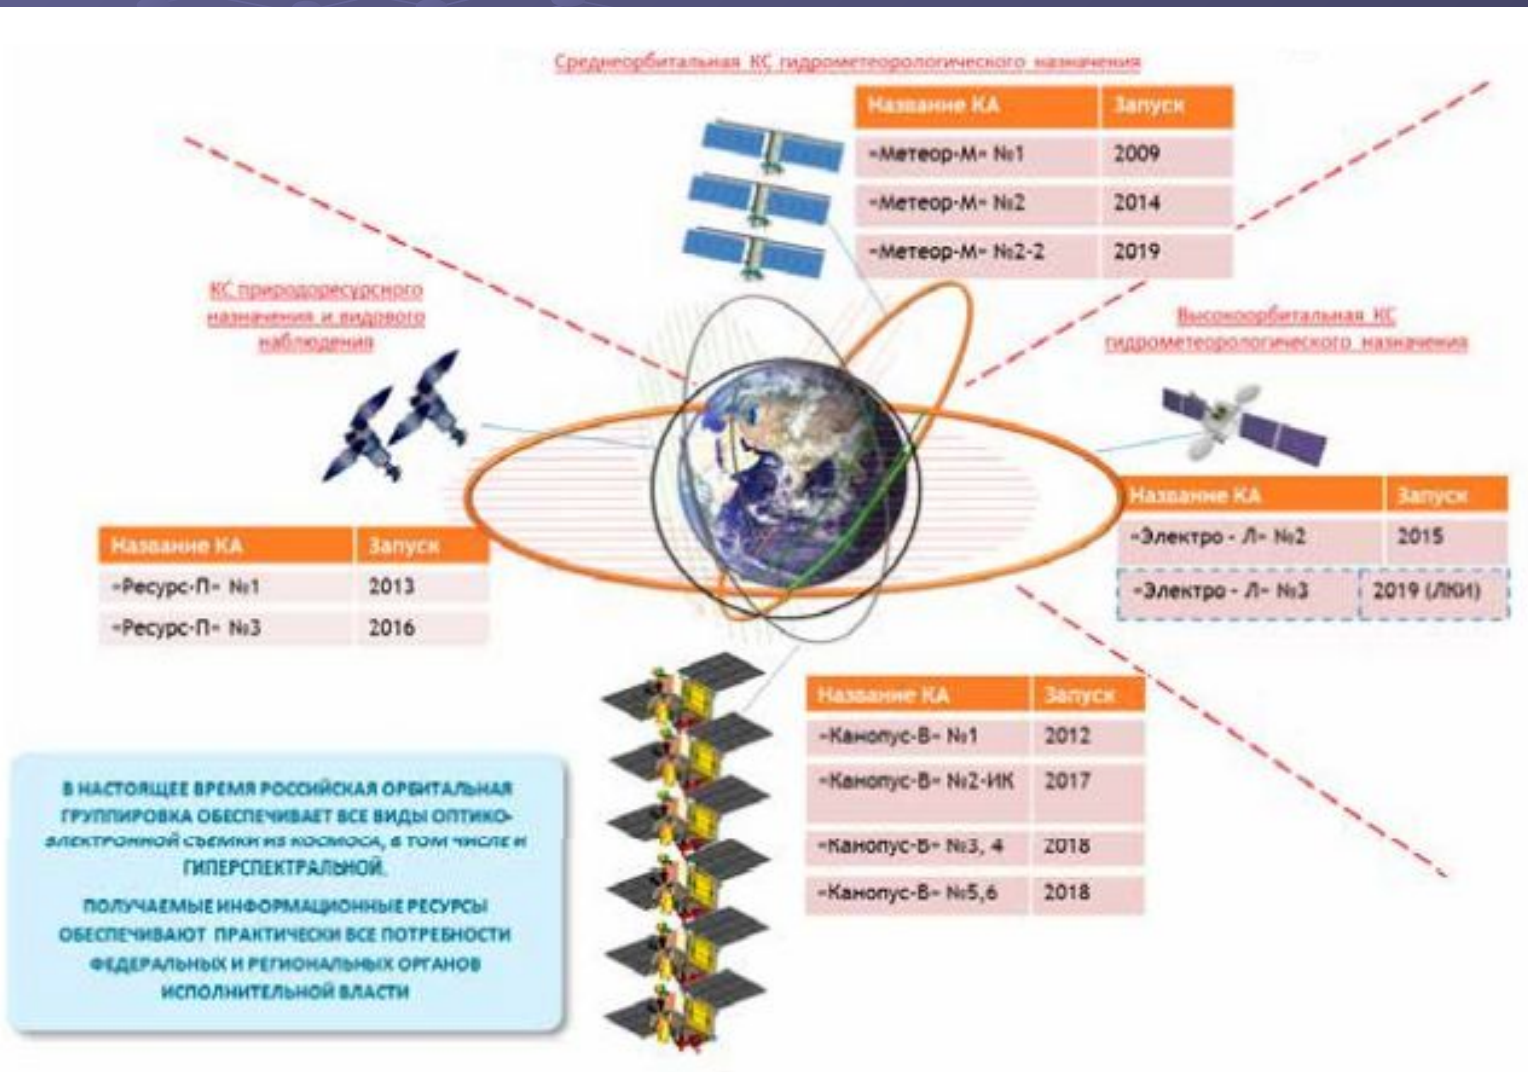 Среднеорбитальная КС гидрометеорологического назначения
Название КА Запуск
«Метеор-М» №1 2009
«Метеор-М» №2 2014
«Метеор-М» №2-2 2019
КС природоресурсного
назначения и видового
наблюдения
Название КА Запуск
«Ресурс-П» №1 2013
«Ресурс-П» №3 2016
Высокоорбитальная КС
гидрометеорологического назначения
Название КА Запуск
«Электро - Л» №2 2015
«Электро - Л» №3 2019 (ЛКИ)
Название КА Запуск
«Канопус-В» №1 2012
«Канопус-В» №2-ИК 2017
«Канопус-В» №3, 4 2018
«Канопус-В» №5,6 2018
В НАСТОЯЩЕЕ ВРЕМЯ РОССИЙСКАЯ ОРБИТАЛЬНАЯ
ГРУППИРОВКА ОБЕСПЕЧИВАЕТ ВСЕ ВИДЫ ОПТИКО-
ЭЛЕКТРОННОЙ СЪЕМКИ ИЗ КОСМОСА, В ТОМ ЧИСЛЕ И
ГИПЕРСПЕКТРАЛЬНОЙ.
ПОЛУЧАЕМЫЕ ИНФОРМАЦИОННЫЕ РЕСУРСЫ
ОБЕСПЕЧИВАЮТ ПРАКТИЧЕСКИ ВСЕ ПОТРЕБНОСТИ
ФЕДЕРАЛЬНЫХ И РЕГИОНАЛЬНЫХ ОРГАНОВ
ИСПОЛНИТЕЛЬНОЙ ВЛАСТИ